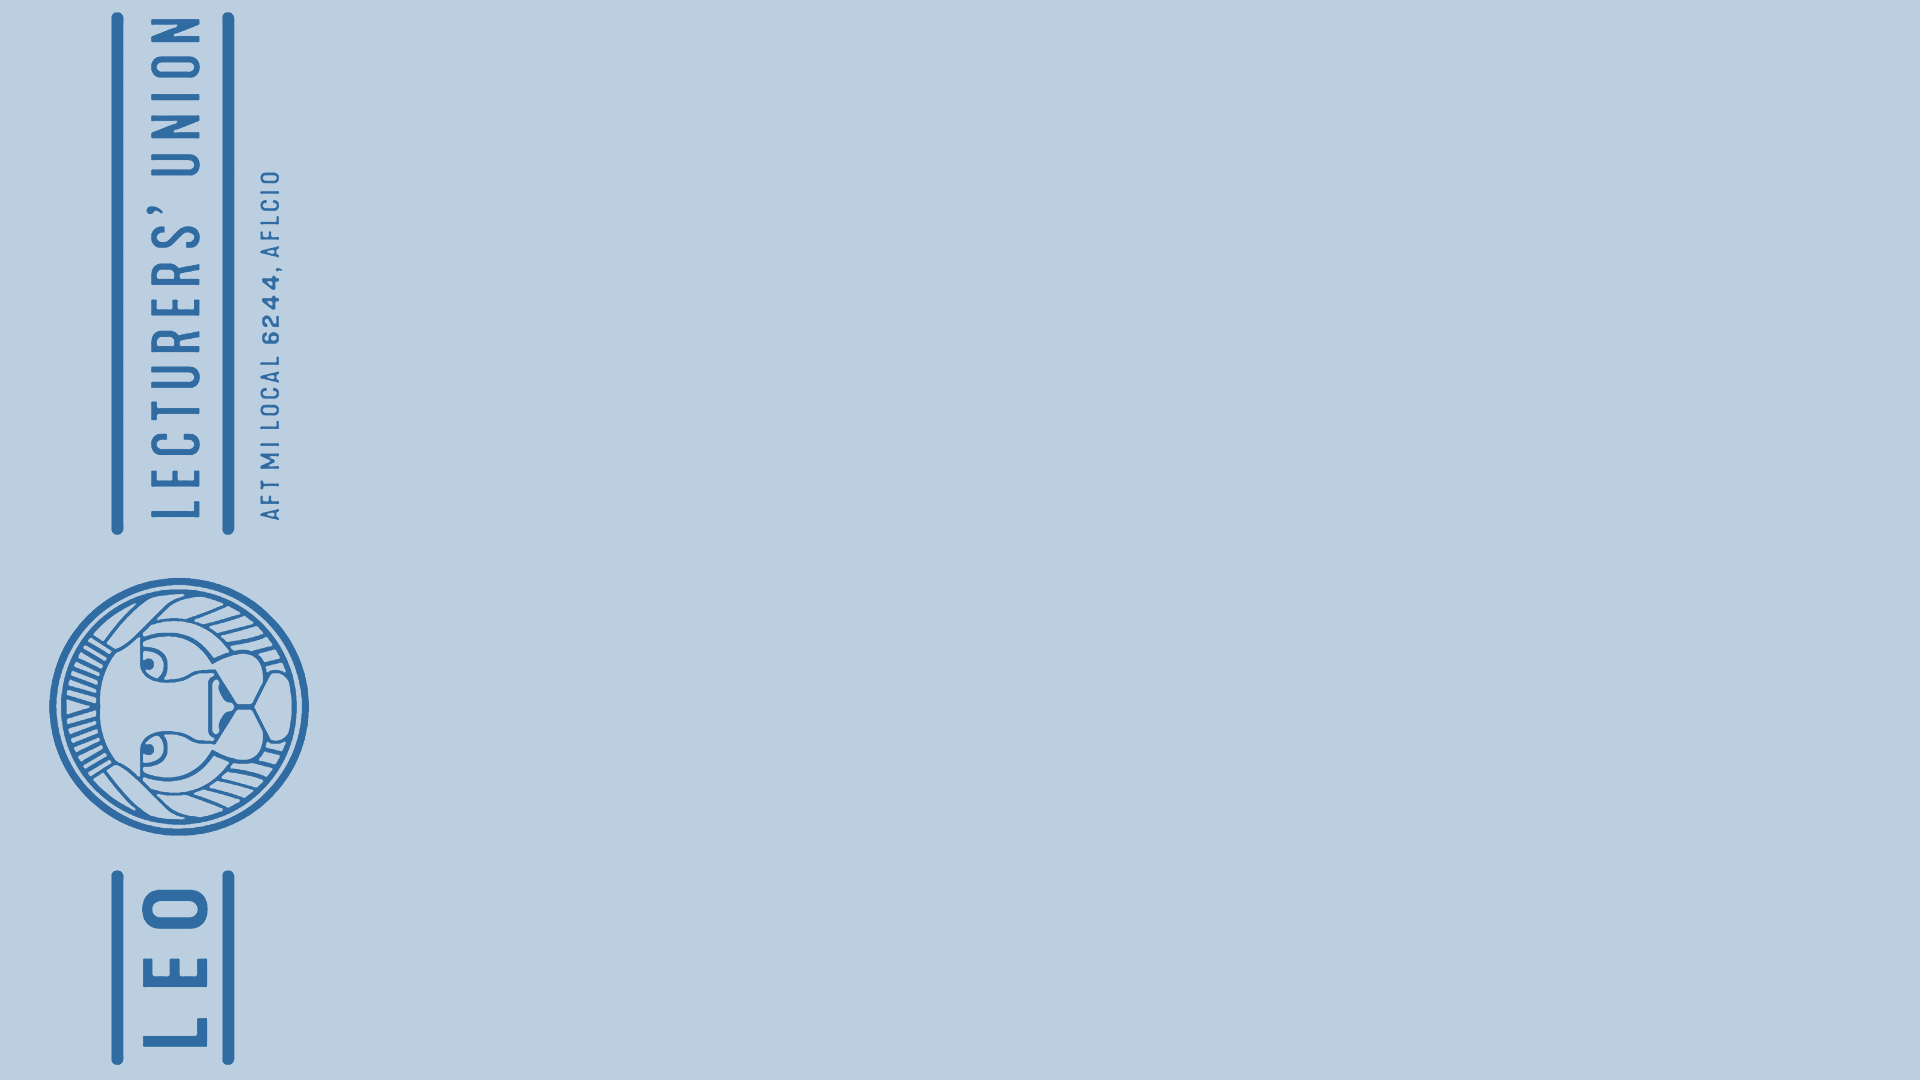 LEO
LECTURERS’ UNION
AFT MI LOCAL 6244, AFLCIO